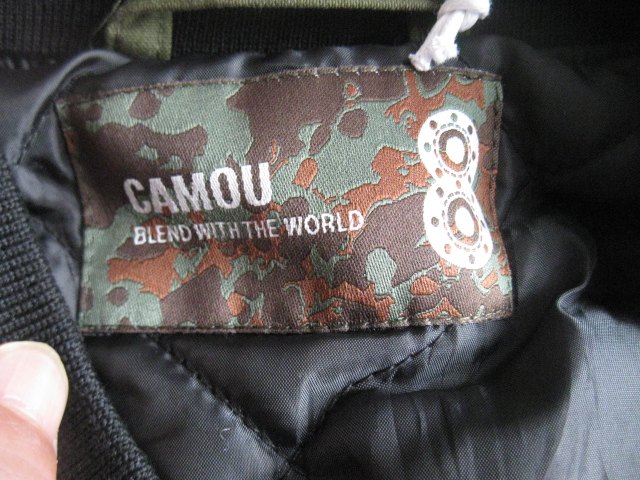 CAMOU
BLEND WITH THE WORLD
8